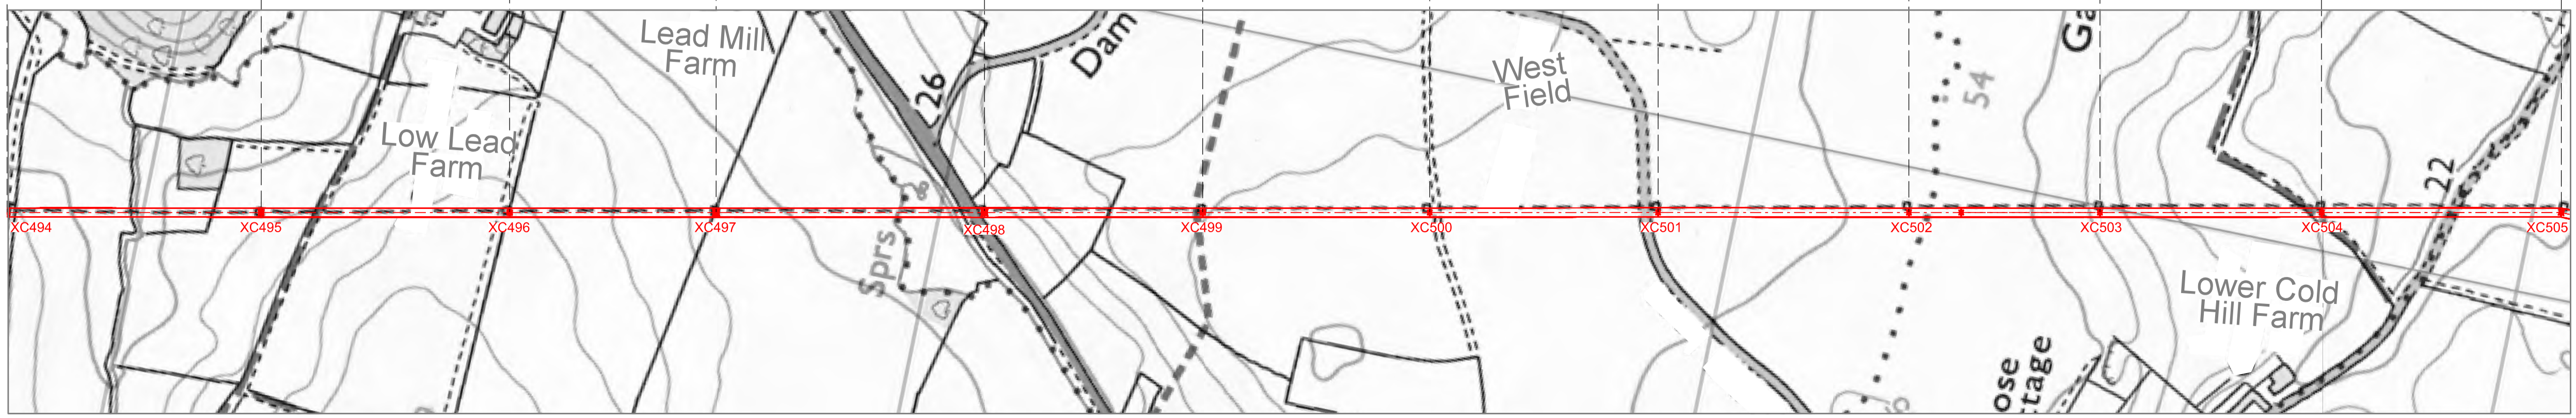 Lead Mill
Farm
Dam
26
West
Field
54
Ga
Low Lead
Farm
22
XC494
XC495
XC496
XC497
XC498
XC499
XC500
XC501
XC502
XC503
XC504
XC505
Sprs
Lower Cold
Hill Farm
ose
ttage